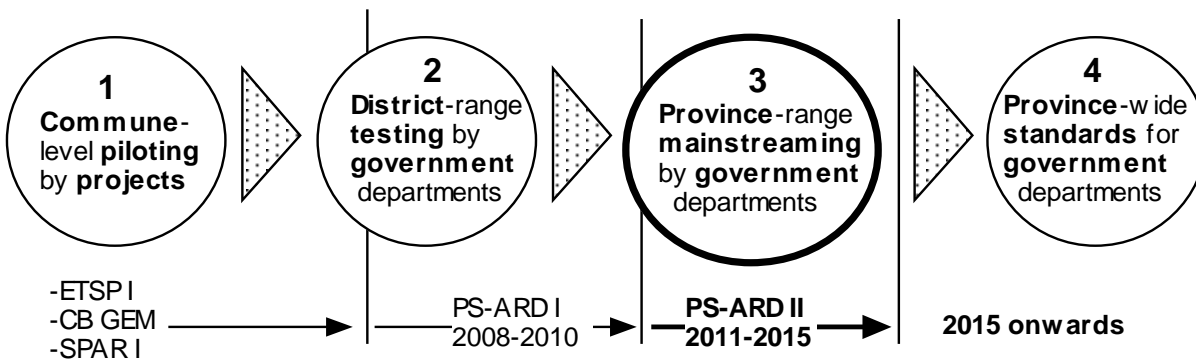 1
Commune-
level piloting
by projects
2
District-range
testing by
government
departments
3
Province-range
mainstreaming
by government
departments
4
Province-wide
standards for
government
departments
-ETSP I
-CB GEM
-SPAR I
PS-ARD I
2008-2010
PS-ARD II
2011-2015
2015 onwards